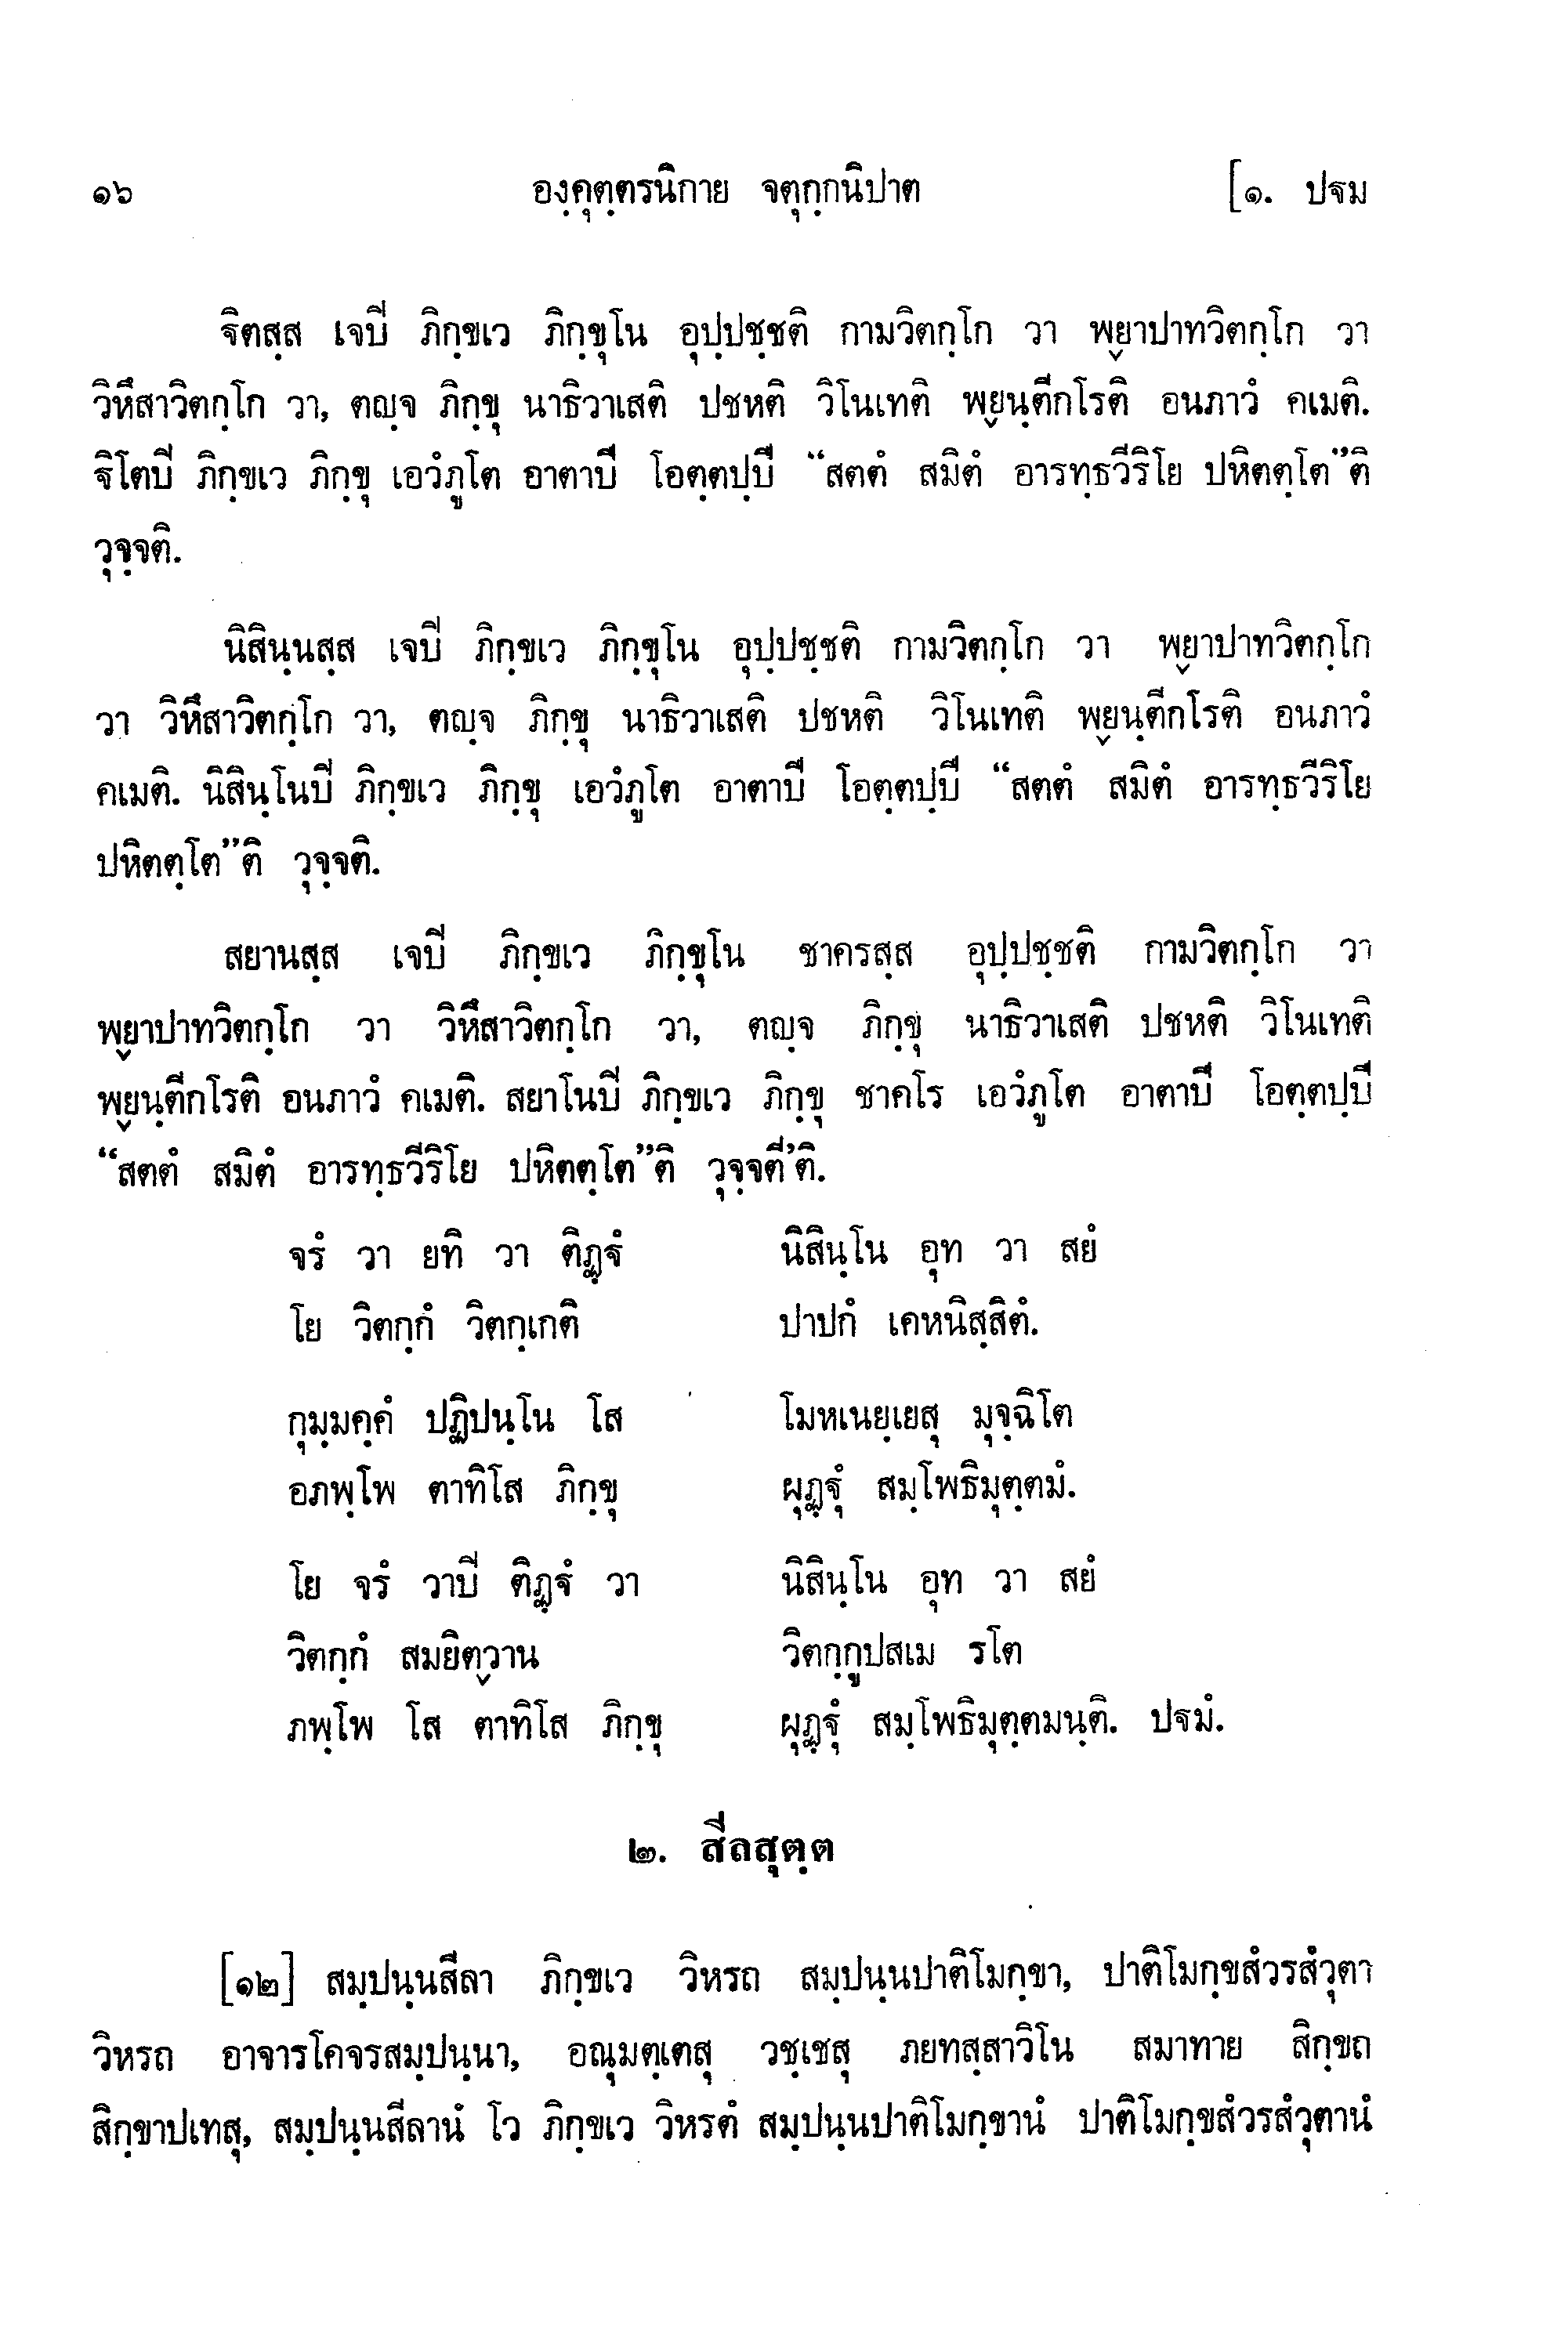 ๑๖ องฺคุตฺตรนิกาย จตุกฺกนิปาต [๑. ปฐม
ฐิตสฺส เจปิ ภิกฺขเว ภิกฺขุโน อุปฺปชฺชติ กามวิตกฺโก วา พฺยาปาทวิตกฺโก วา
วิหึสาวิตกฺโก วา, ตญฺจ ภิกฺขุ นาธิวาเสติ ปชหติ วิโนเทติ พฺยนฺตีกโรติ อนภาวํ คเมติ.
ฐิโตปิ ภิกฺขเว ภิกฺขุ เอวํภูโต อาตาปี โอตฺตปฺปี “สตตํ สมิตํ อารทฺธวีริโย ปหิตตฺโต”ติ
วุจฺจติ.
นิสินฺนสฺส เจปิ ภิกฺขเว ภิกฺขุโน อุปฺปชฺชติ กามวิตกฺโก วา พฺยาปาทวิตกฺโก
วา วิหึสาวิตกฺโก วา, ตญฺจ ภิกฺขุ นาธิวาเสติ ปชหติ วิโนเทติ พฺยนฺตีกโรติ อนภาวํ
คเมติ. นิสินฺโนปิ ภิกฺขเว ภิกฺขุ เอวํภูโต อาตาปี โอตฺตปฺปี “สตตํ สมิตํ อารทฺธวีริโย
ปหิตตฺโต”ติ วุจฺจติ.
สยานสฺส เจปิ ภิกฺขเว ภิกฺขุโน ชาครสฺส อุปฺปชฺชติ กามวิตกฺโก วา
พฺยาปาทวิตกฺโก วา วิหึสาวิตกฺโก วา, ตญฺจ ภิกฺขุ นาธิวาเสติ ปชหติ วิโนเทติ
พฺยนฺตีกโรติ อนภาวํ คเมติ. สยาโนปิ ภิกฺขเว ภิกฺขุ ชาคโร เอวํภูโต อาตาปี โอตฺตปฺปี
“สตตํ สมิตํ อารทฺธวีริโย ปหิตตฺโต”ติ วุจฺจตี’ติ.
จรํ วา ยทิ วา ติฏฺฐํ นิสินฺโน อุท วา สยํ
โย วิตกฺกํ วิตกฺเกติ ปาปกํ เคหนิสฺสิตํ.
กุมฺมคฺคํ ปฏิปนฺโน โส โมหเนยฺเยสุ มุจฺฉิโต
อภพฺโพ ตาทิโส ภิกฺขุ ผุฏฺฐุํ สมฺโพธิมุตฺตมํ.
โย จรํ วาปิ ติฏฺฐํ วา นิสินฺโน อุท วา สยํ
วิตกฺกํ สมยิตฺวาน วิตกฺกูปสเม รโต
ภพฺโพ โส ตาทิโส ภิกฺขุ ผุฏฺฐุํ สมฺโพธิมุตฺตมนฺติ. ปฐมํ.
๒. สีลสุตฺต
[๑๒] สมฺปนฺนสีลา ภิกฺขเว วิหรถ สมฺปนฺนปาติโมกฺขา, ปาติโมกฺขสํวรสํวุตา
วิหรถ อาจารโคจรสมฺปนฺนา, อณุมตฺเตสุ วชฺเชสุ ภยทสฺสาวิโน สมาทาย สิกฺขถ
สิกฺขาปเทสุ, สมฺปนฺนสีลานํ โว ภิกฺขเว วิหรตํ สมฺปนฺนปาติโมกฺขานํ ปาติโมกฺขสํวรสํวุตานํ